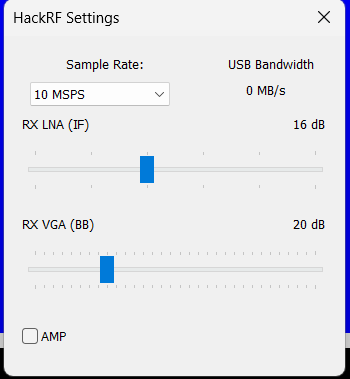 HackRF Settings
Sample Rate:
USB Bandwidth
10 MSPS
0 MB/s
RX LNA (IF)
16 dB
RX VGA (BB)
20 dB
AMP